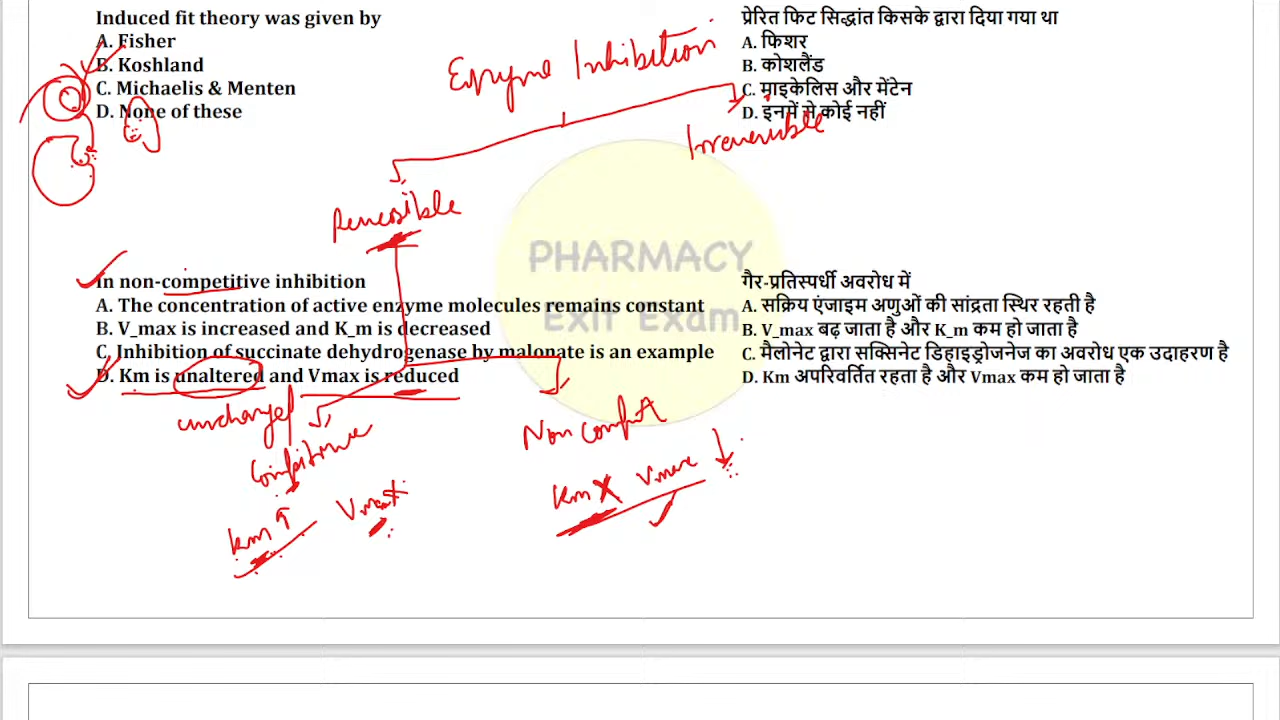 Induced fit theory was given by
A. Fisher
B. Koshland
C. Michaelis & Menten
D. None of these
प्रेरित फिट सिद्धांत किसके द्वारा दिया गया था
A. फिशर
B. कोशलैंड
C. माइकेलिस और मेंटेन
D. इनमें से कोई नहीं
Enzyme Inhibition
Irreversible
Reversible
PHARMACY
Exit Exam
In non-competitive inhibition
A. The concentration of active enzyme molecules remains constant
B. V_max is increased and K_m is decreased
C. Inhibition of succinate dehydrogenase by malonate is an example
D. Km is unaltered and Vmax is reduced
गैर-प्रतिस्पर्धी अवरोध में
A. सक्रिय एंजाइम अणुओं की सांद्रता स्थिर रहती है
B. V_max बढ़ जाता है और K_m कम हो जाता है
C. मैलोनेट द्वारा सक्सिनेट डिहाइड्रोजनेज का अवरोध एक उदाहरण है
D. Km अपरिवर्तित रहता है और Vmax कम हो जाता है
Non
Km ↑
Km X Vmax ↓